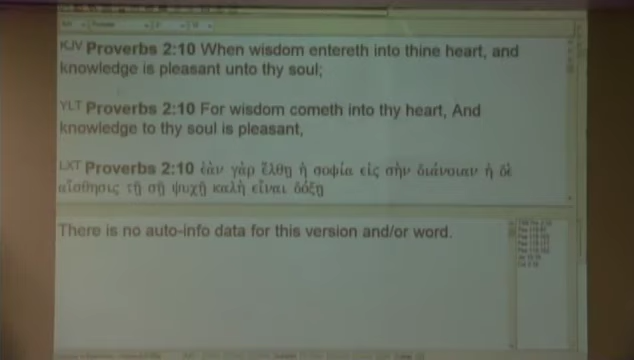 KJV Proverbs 2:10 When wisdom entereth into thine heart, and
knowledge is pleasant unto thy soul;
YLT Proverbs 2:10 For wisdom cometh into thy heart, And
knowledge to thy soul is pleasant,
LXT Proverbs 2:10 ἐὰν γὰρ ἔλθῃ ἡ σοφία εἰς σὴν διάνοιαν ἡ δὲ
αἴσθησις τῇ σῇ ψυχῇ καλὴ εἶναι δόξῃ
There is no auto-info data for this version and/or word.